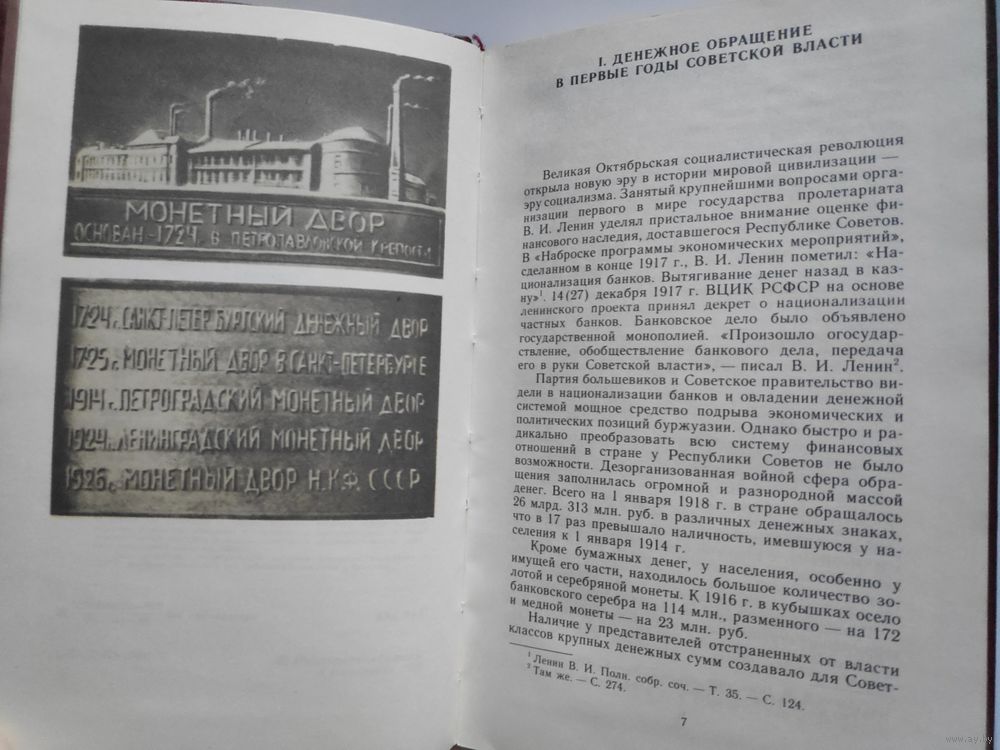 МОНЕТНЫЙ ДВОР
ОСНОВАН-1724г. В ПЕТРОПАВЛОВСКОЙ КРЕПОСТИ
1724г. САНКТ-ПЕТЕРБУРГСКИЙ ДЕНЕЖНЫЙ ДВОР
1725г. МОНЕТНЫЙ ДВОР В САНКТ-ПЕТЕРБУРГЕ
1914г. ПЕТРОГРАДСКИЙ МОНЕТНЫЙ ДВОР
1924г. ЛЕНИНГРАДСКИЙ МОНЕТНЫЙ ДВОР
1926г. МОНЕТНЫЙ ДВОР Н.К.Ф. СССР
I. ДЕНЕЖНОЕ ОБРАЩЕНИЕ
В ПЕРВЫЕ ГОДЫ СОВЕТСКОЙ ВЛАСТИ
Великая Октябрьская социалистическая революция
открыла новую эру в истории мировой цивилизации —
эру социализма. Занятый крупнейшими вопросами орга-
низации первого в мире государства пролетариата
В. И. Ленин уделял пристальное внимание оценке фи-
нансового наследия, доставшегося Республике Советов.
В «Наброске программы экономических мероприятий»,
сделанном в конце 1917 г., В. И. Ленин пометил: «На-
ционализация банков. Вытягивание денег назад в каз-
ну»¹. 14(27) декабря 1917 г. ВЦИК РСФСР на основе
ленинского проекта принял декрет о национализации
частных банков. Банковское дело было объявлено
государственной монополией. «Произошло огосудар-
ствление, обобществление банкового дела, передача
его в руки Советской власти», — писал В. И. Ленин².
Партия большевиков и Советское правительство ви-
дели в национализации банков и овладении денежной
системой мощное средство подрыва экономических и
политических позиций буржуазии. Однако быстро и ра-
дикально преобразовать всю систему финансовых
отношений в стране у Республики Советов не было
возможности. Дезорганизованная войной сфера обра-
щения заполнилась огромной и разнородной массой
денег. Всего на 1 января 1918 г. в стране обращалось
26 млрд. 313 млн. руб. в различных денежных знаках,
что в 17 раз превышало наличность, имевшуюся у на-
селения к 1 января 1914 г.
Кроме бумажных денег, у населения, особенно у
имущей его части, находилось большое количество зо-
лотой и серебряной монеты. К 1916 г. в кубышках осело
банковского серебра на 114 млн., разменного — на 172
и медной монеты — на 23 млн. руб.
Наличие у представителей отстраненных от власти
классов крупных денежных сумм создавало для Совет-
¹ Ленин В. И. Полн. собр. соч. — Т. 35. — С. 124.
² Там же. — С. 274.
7
www.ay.by